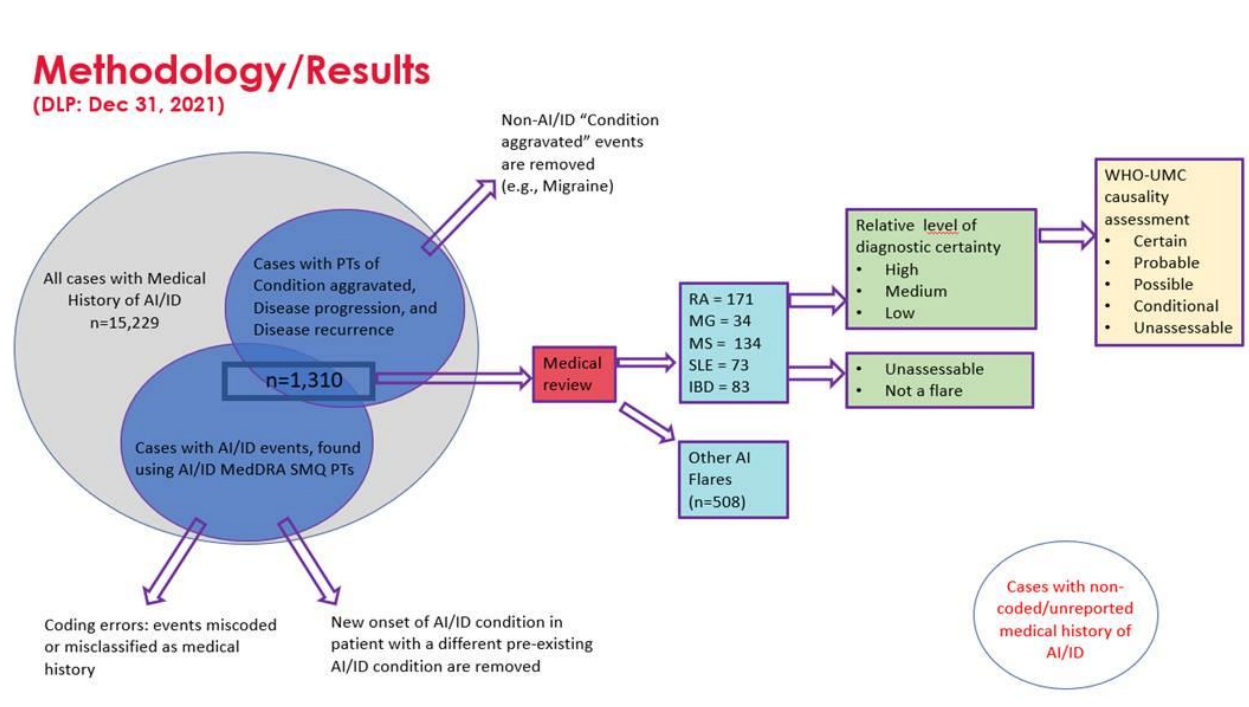 Methodology/Results
(DLP: Dec 31, 2021)
Non-AI/ID “Condition
aggravated” events
are removed
(e.g., Migraine)
All cases with Medical
History of AI/ID
n=15,229
Cases with PTs of
Condition aggravated,
Disease progression, and
Disease recurrence
n=1,310
Cases with AI/ID events, found
using AI/ID MedDRA SMQ PTs
Coding errors: events miscoded
or misclassified as medical
history
New onset of AI/ID condition in
patient with a different pre-existing
AI/ID condition are removed
Medical
review
RA = 171
MG = 34
MS = 134
SLE = 73
IBD = 83
Other AI
Flares
(n=508)
Relative level of
diagnostic certainty
• High
• Medium
• Low
• Unassessable
• Not a flare
WHO-UMC
causality
assessment
• Certain
• Probable
• Possible
• Conditional
• Unassessable
Cases with non-
coded/unreported
medical history of
AI/ID